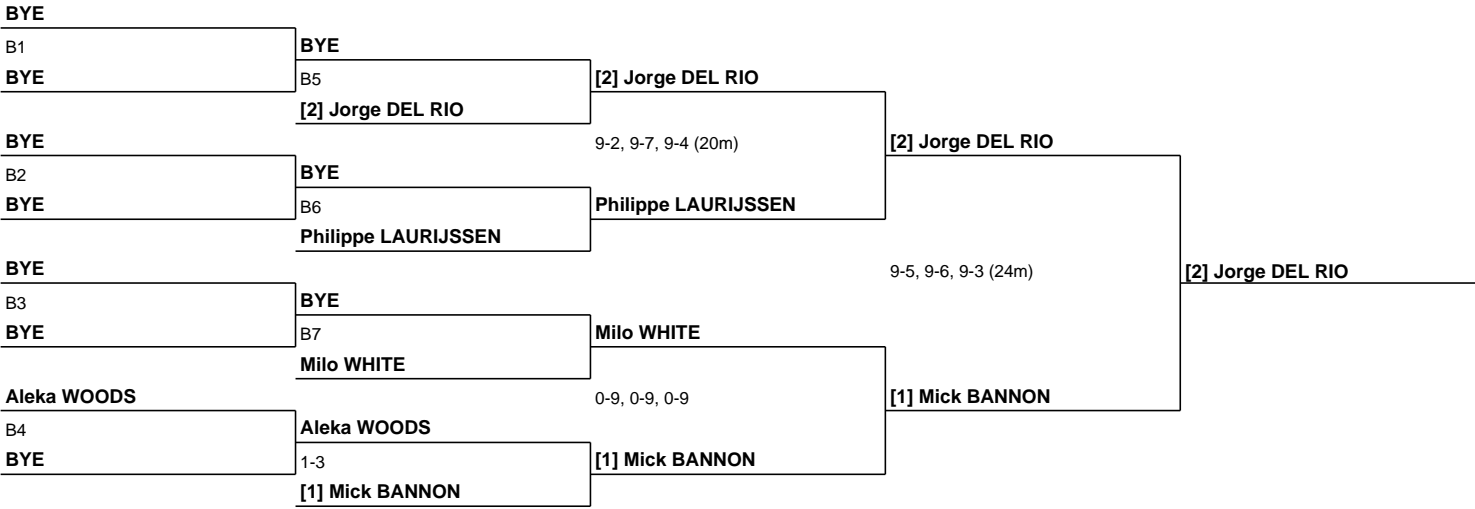 BYE
B1
BYE
BYE
B5
[2] Jorge DEL RIO
[2] Jorge DEL RIO
BYE
9-2, 9-7, 9-4 (20m)
[2] Jorge DEL RIO
B2
BYE
BYE
B6
Philippe LAURIJSSEN
Philippe LAURIJSSEN
BYE
9-5, 9-6, 9-3 (24m)
[2] Jorge DEL RIO
B3
BYE
BYE
B7
Milo WHITE
Milo WHITE
Aleka WOODS
0-9, 0-9, 0-9
[1] Mick BANNON
B4
Aleka WOODS
BYE
1-3
[1] Mick BANNON
[1] Mick BANNON